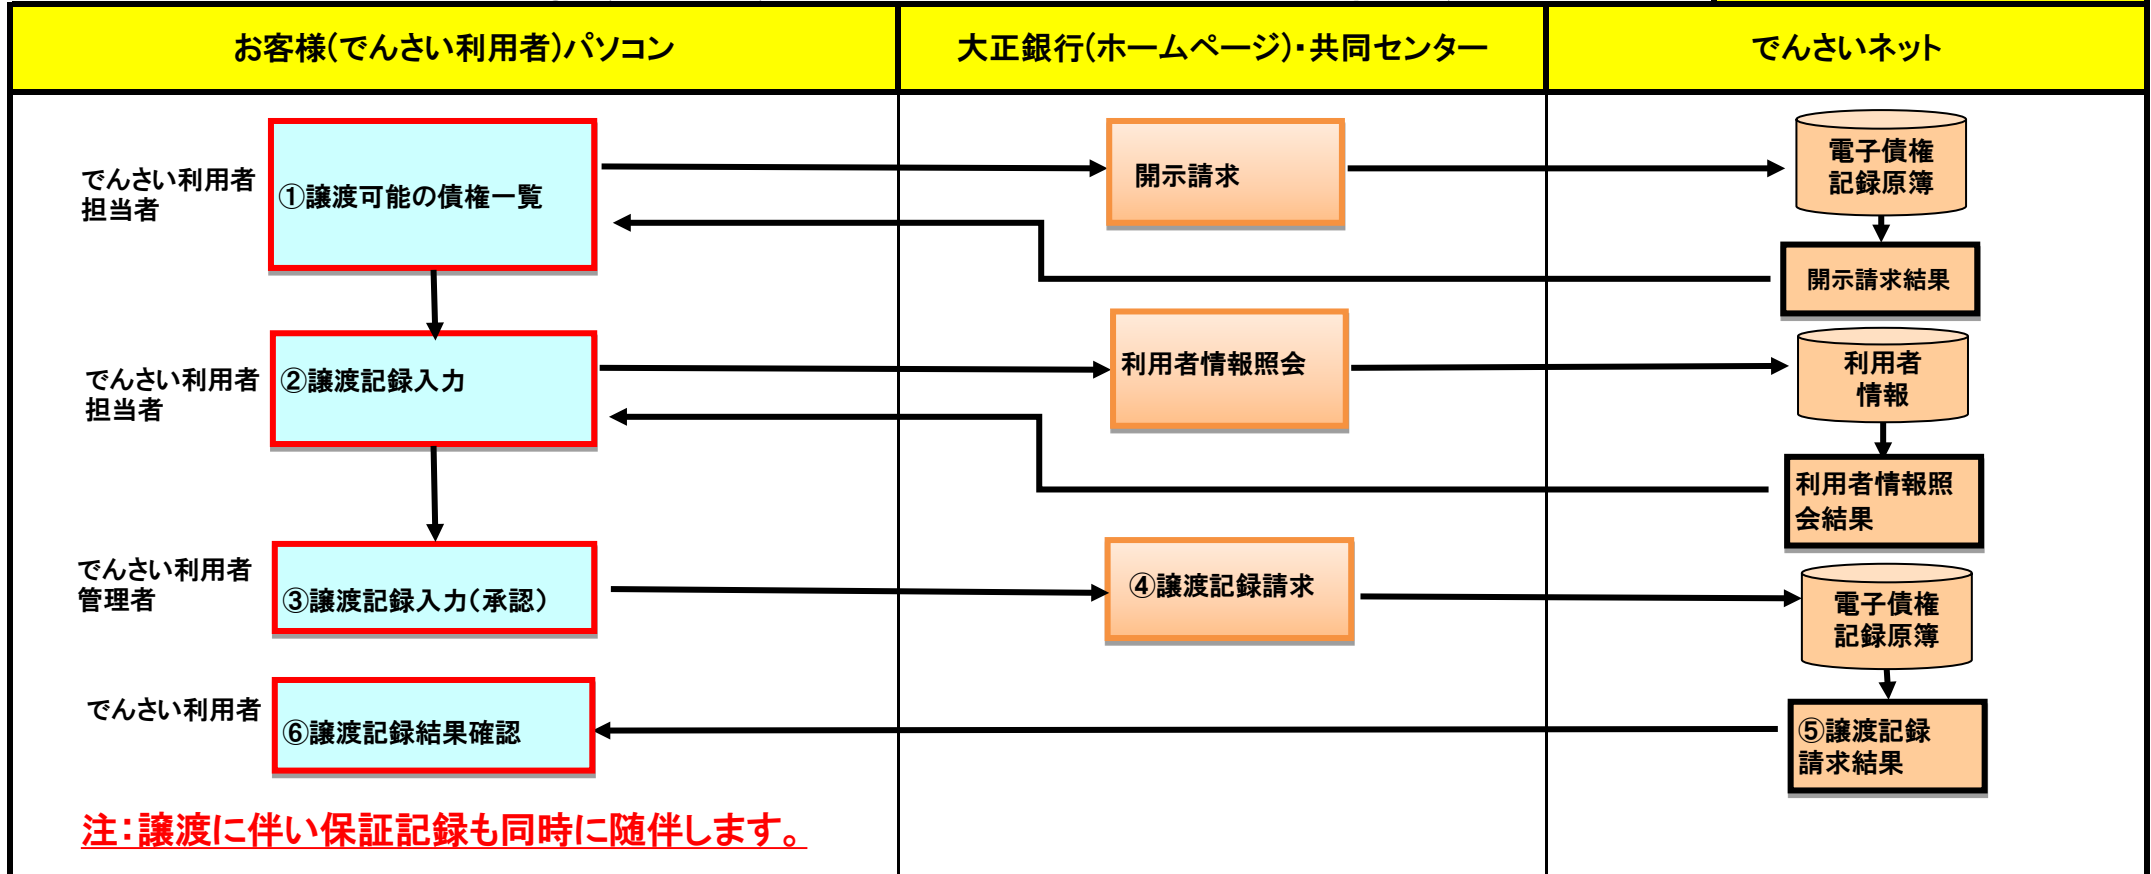 お客様(でんさい利用者)パソコン
大正銀行(ホームページ)・共同センター
でんさいネット
でんさい利用者
担当者
①譲渡可能の債権一覧
開示請求
電子債権
記録原簿
開示請求結果
でんさい利用者
担当者
②譲渡記録入力
利用者情報照会
利用者
情報
利用者情報照
会結果
でんさい利用者
管理者
③譲渡記録入力(承認)
④譲渡記録請求
電子債権
記録原簿
でんさい利用者
⑥譲渡記録結果確認
⑤譲渡記録
請求結果
注:譲渡に伴い保証記録も同時に随伴します。